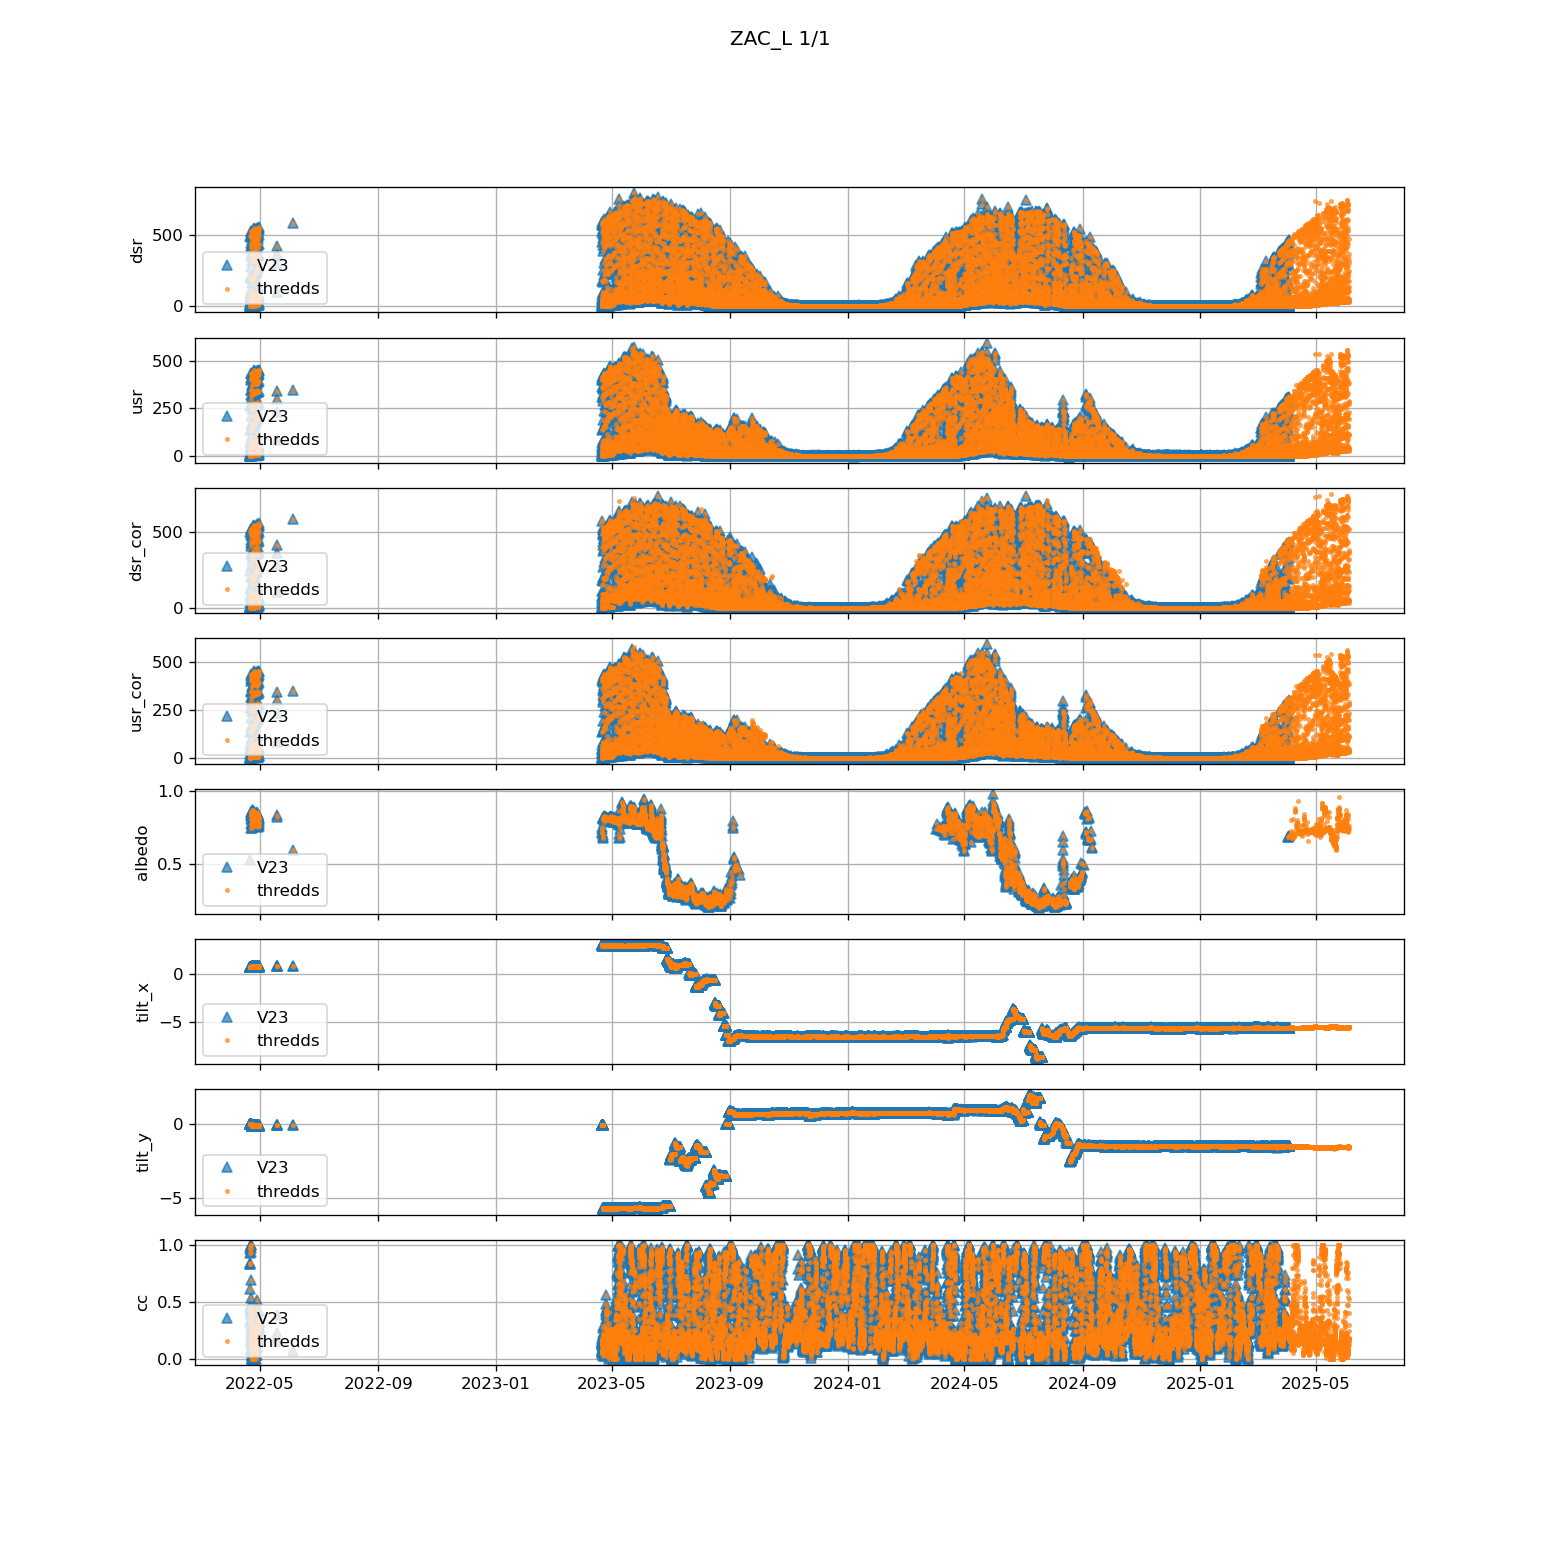 ZAC_L 1/1
dsr
500
0
V23
thredds
usr
500
250
0
V23
thredds
dsr_cor
500
0
V23
thredds
usr_cor
500
250
0
V23
thredds
albedo
1.0
0.5
V23
thredds
tilt_x
0
−5
V23
thredds
tilt_y
0
−5
V23
thredds
cc
1.0
0.5
0.0
V23
thredds
2022-05 2022-09 2023-01 2023-05 2023-09 2024-01 2024-05 2024-09 2025-01 2025-05